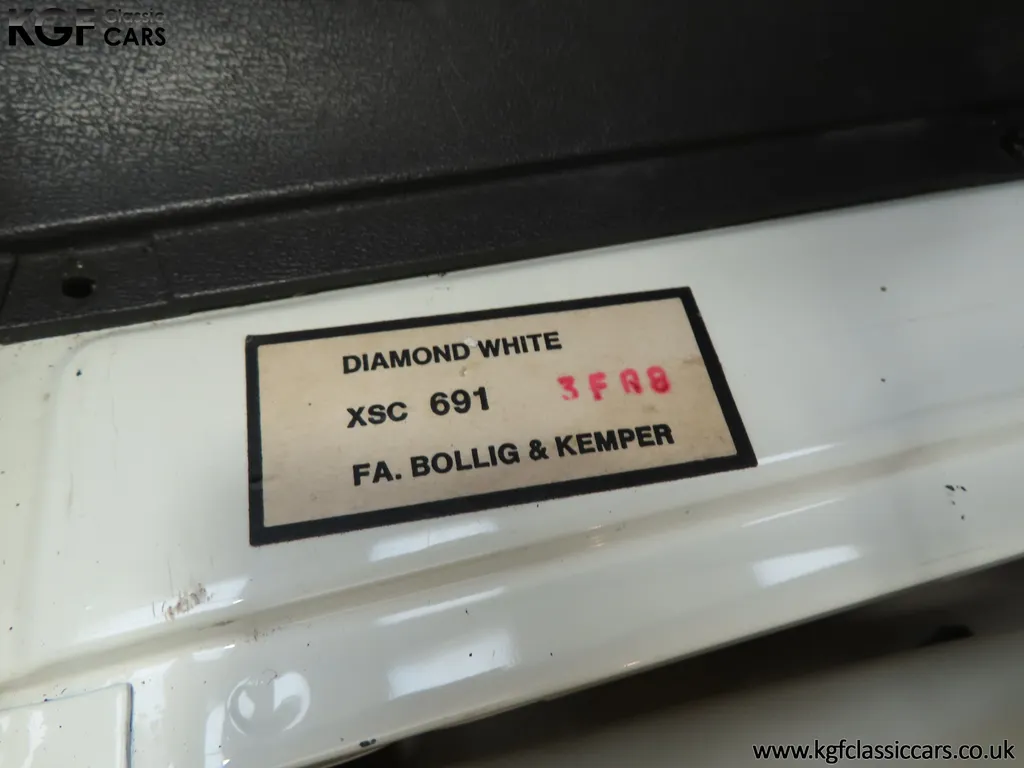 KGF Classic CARS
DIAMOND WHITE
XSC 691 3FA8
FA. BOLLIG & KEMPER
www.kgfclassiccars.co.uk